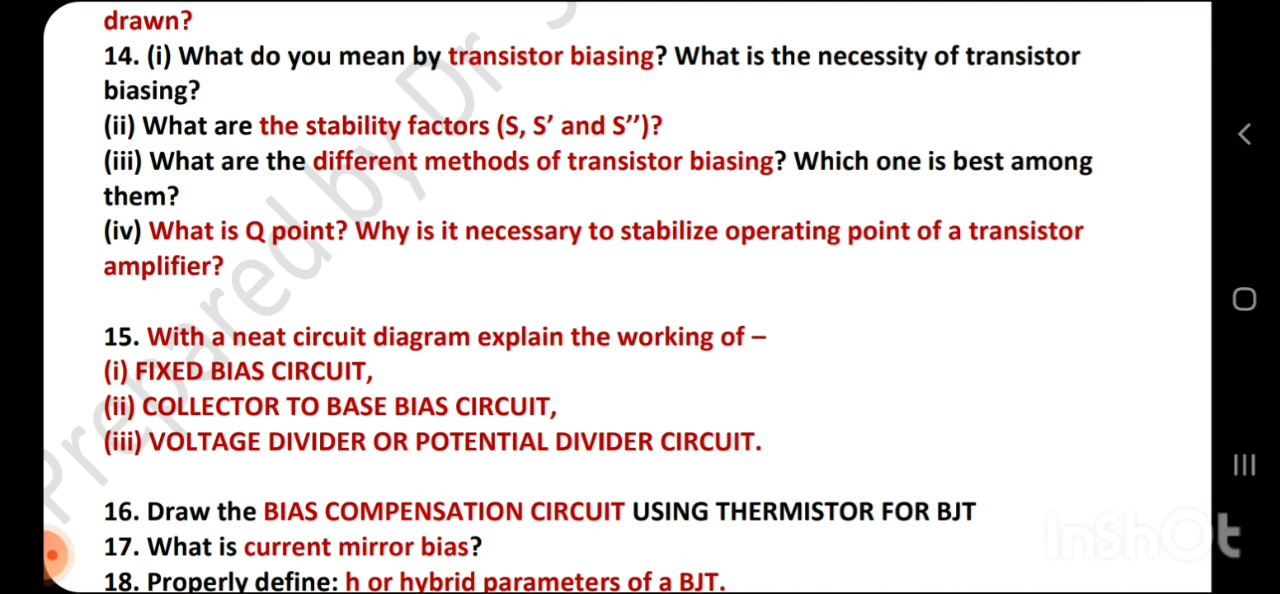 drawn?
14. (i) What do you mean by transistor biasing? What is the necessity of transistor
biasing?
(ii) What are the stability factors (S, S’ and S’’)?
(iii) What are the different methods of transistor biasing? Which one is best among
them?
(iv) What is Q point? Why is it necessary to stabilize operating point of a transistor
amplifier?
15. With a neat circuit diagram explain the working of –
(i) FIXED BIAS CIRCUIT,
(ii) COLLECTOR TO BASE BIAS CIRCUIT,
(iii) VOLTAGE DIVIDER OR POTENTIAL DIVIDER CIRCUIT.
16. Draw the BIAS COMPENSATION CIRCUIT USING THERMISTOR FOR BJT
17. What is current mirror bias?
18. Properly define: h or hybrid parameters of a BJT.
Prepared by Dr
InShOt